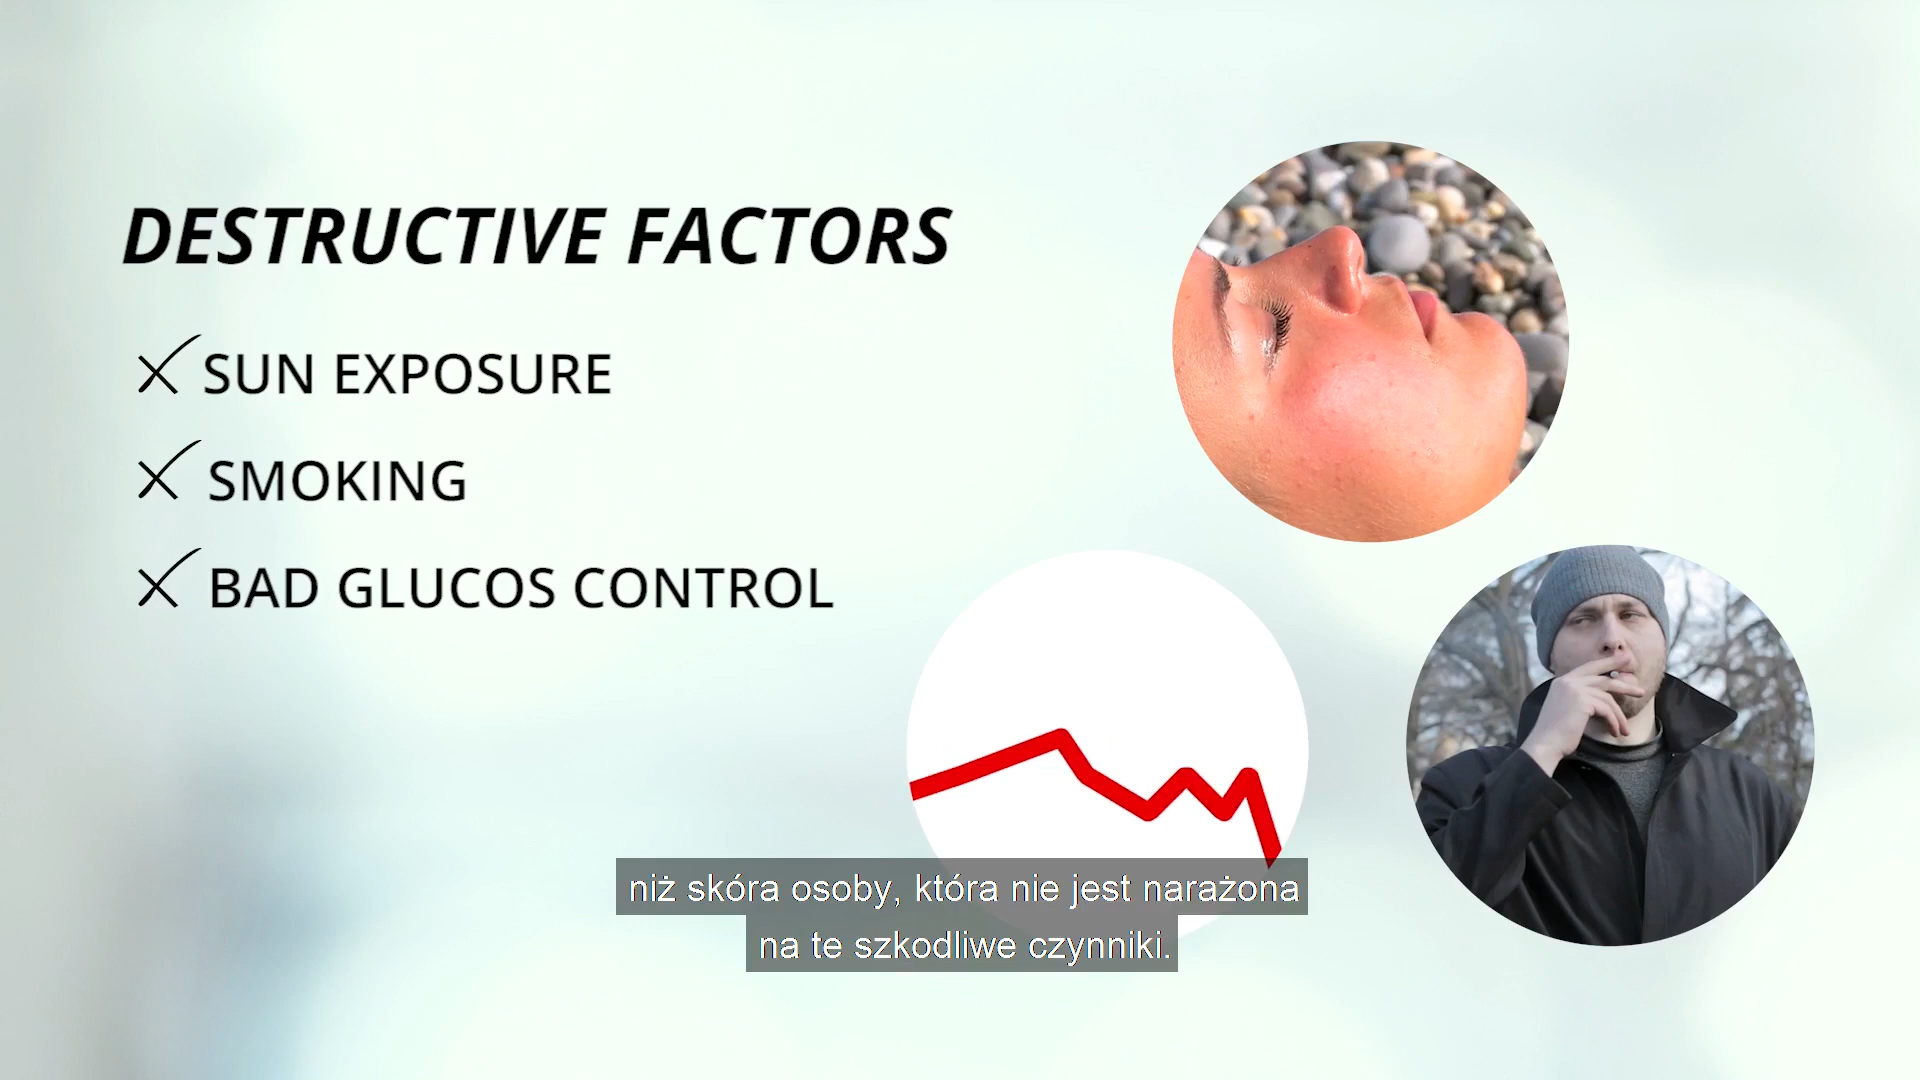 DESTRUCTIVE FACTORS
SUN EXPOSURE
SMOKING
BAD GLUCOS CONTROL
niż skóra osoby, która nie jest narażona
na te szkodliwe czynniki.